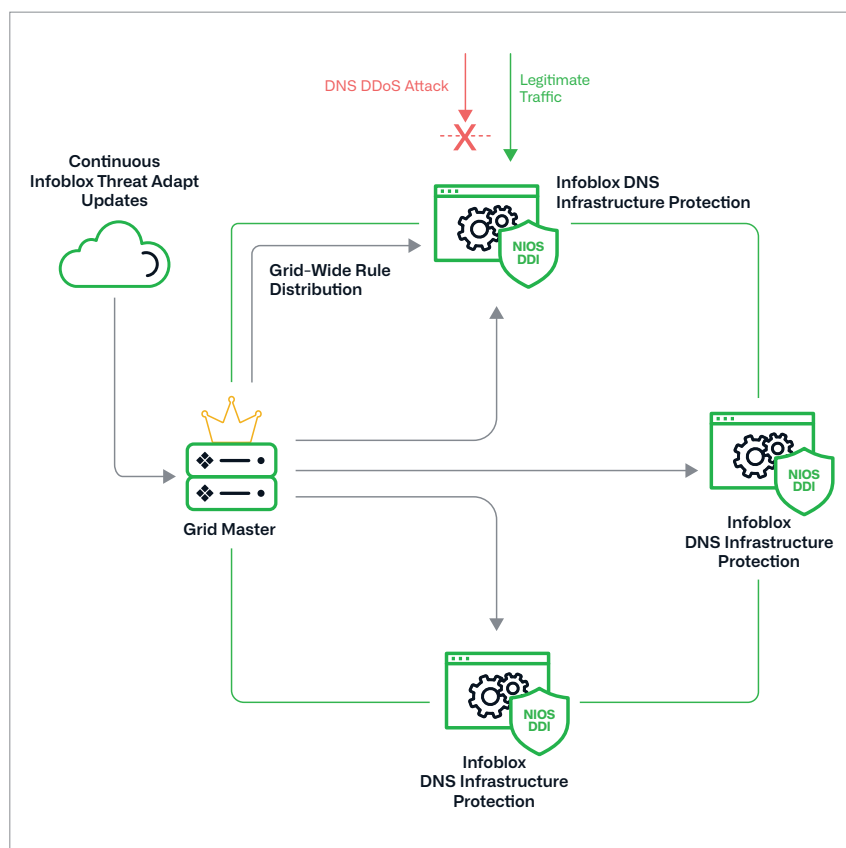 DNS DDoS Attack
Legitimate
Traffic
X
Continuous
Infoblox Threat Adapt
Updates
Infoblox DNS
Infrastructure Protection
NIOS
DDI
Grid-Wide Rule
Distribution
Grid Master
NIOS
DDI
Infoblox
DNS Infrastructure
Protection
NIOS
DDI
Infoblox
DNS Infrastructure
Protection